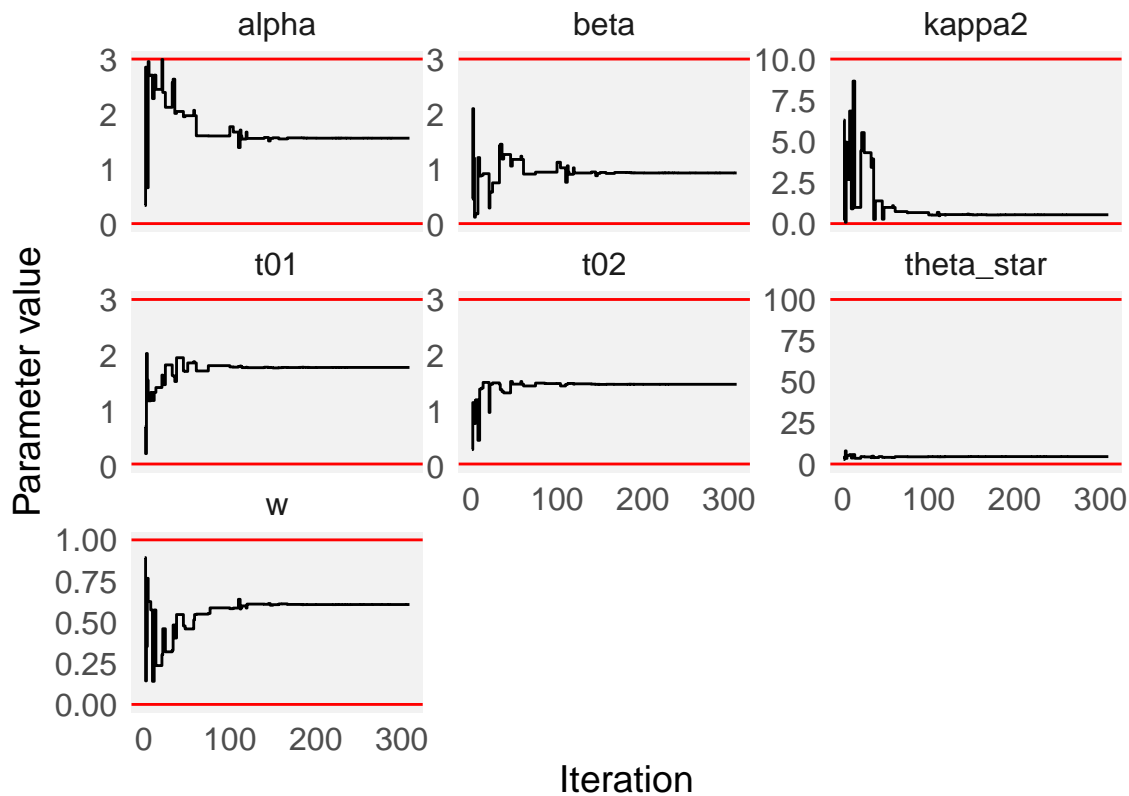 alpha beta kappa2
3 3 10.0
2 2 7.5
5.0
1 1 2.5
0 0 0.0
t01 t02 theta_star
3 3 100
2 2 75
50
1 1 25
0 0 0
0 100 200 300 0 100 200 300
w
1.00
0.75
0.50
0.25
0.00
0 100 200 300
Parameter value
Iteration